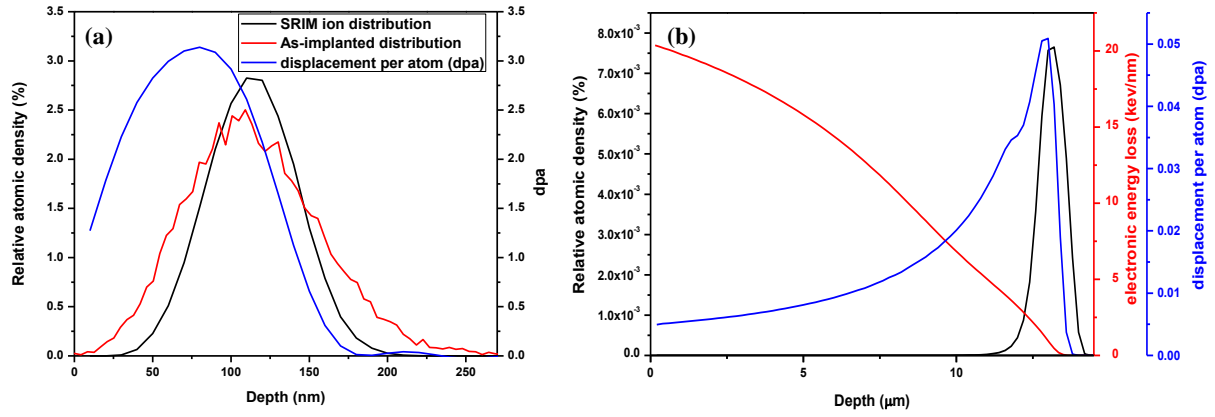 (a)
SRIM ion distribution
As-implanted distribution
displacement per atom (dpa)
3.5
3.0
2.5
2.0
1.5
1.0
0.5
0.0
Relative atomic density (%)
3.5
3.0
2.5
2.0
1.5
1.0
0.5
0.0
dpa
0 50 100 150 200 250
Depth (nm)
(b)
8.0x10⁻³
7.0x10⁻³
6.0x10⁻³
5.0x10⁻³
4.0x10⁻³
3.0x10⁻³
2.0x10⁻³
1.0x10⁻³
0.0
Relative atomic density (%)
20
15
10
5
0
electronic energy loss (kev/nm)
0.05
0.04
0.03
0.02
0.01
0.00
displacement per atom (dpa)
0 5 10
Depth (μm)